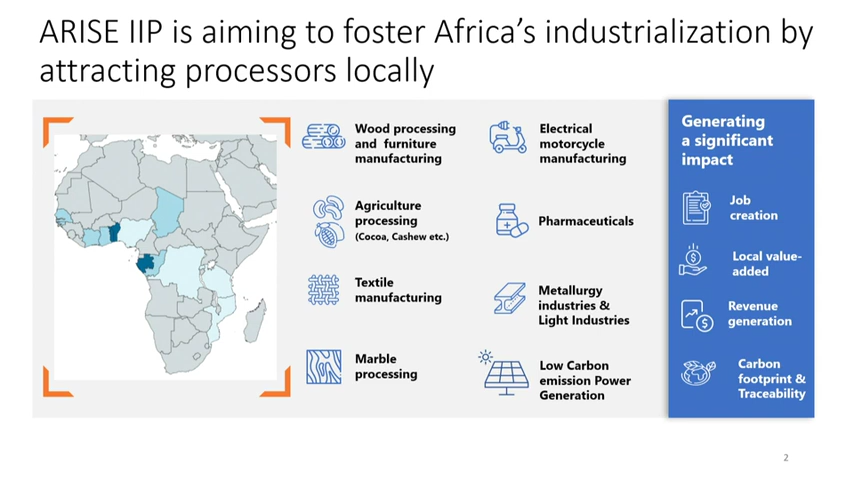 ARISE IIP is aiming to foster Africa’s industrialization by
attracting processors locally
Wood processing
and furniture
manufacturing
Agriculture
processing
(Cocoa, Cashew etc.)
Textile
manufacturing
Marble
processing
Electrical
motorcycle
manufacturing
Pharmaceuticals
Metallurgy
industries &
Light Industries
Low Carbon
emission Power
Generation
Generating
a significant
impact
Job
creation
Local value-
added
Revenue
generation
Carbon
footprint &
Traceability
2